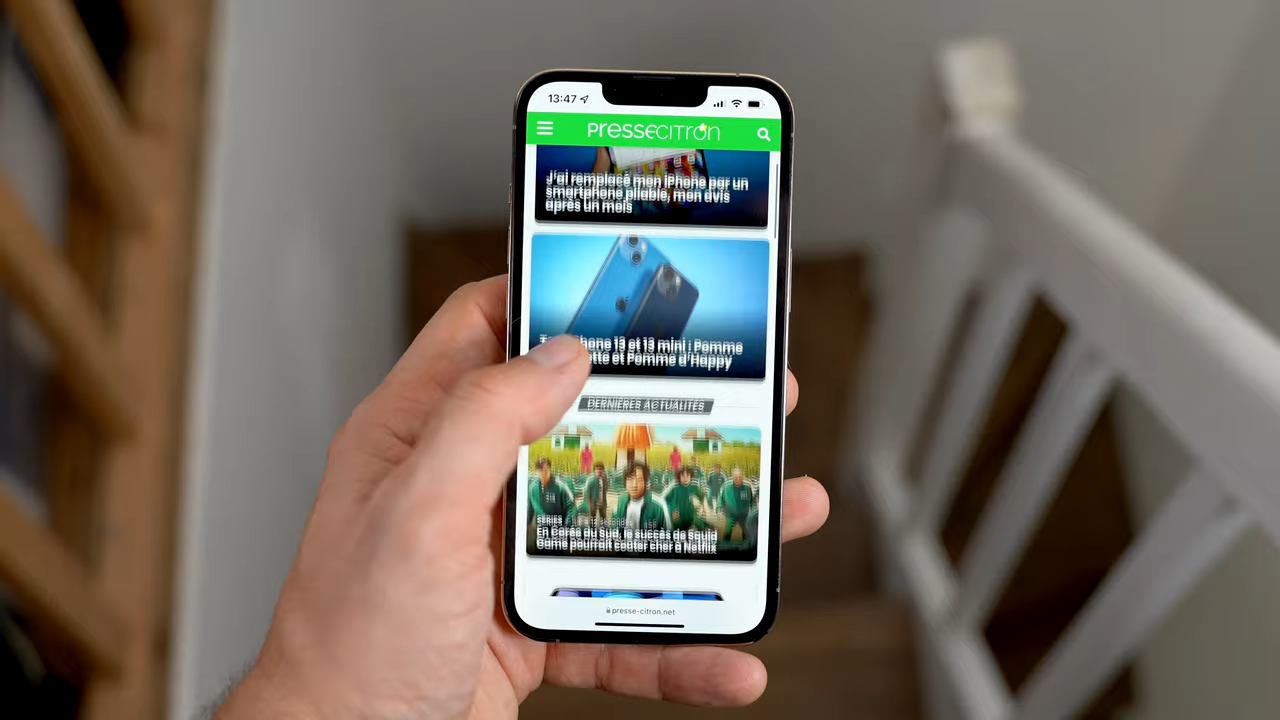 13:47
PRESSECITRON
J'ai remplacé mon iPhone par un
smartphone pliable, mon avis
après un mois
hone 13 et 13 mini : Pomme
tte et Pomme d'Happy
DERNIÈRES ACTUALITÉS
SERIES
En Corée du Sud, le succès de Squid
Game pourrait coûter cher à Netflix
presse-citron.net